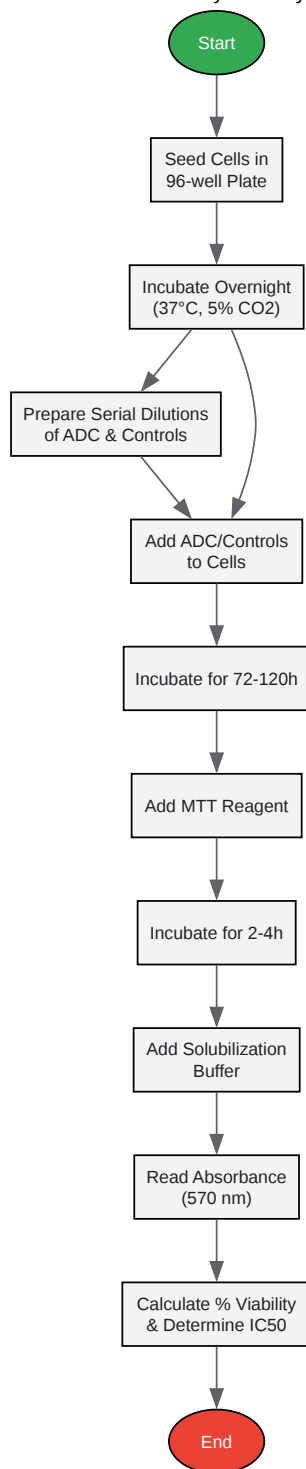 Start
Seed Cells in
96-well Plate
Incubate Overnight
(37°C, 5% CO2)
Prepare Serial Dilutions
of ADC & Controls
Add ADC/Controls
to Cells
Incubate for 72-120h
Add MTT Reagent
Incubate for 2-4h
Add Solubilization
Buffer
Read Absorbance
(570 nm)
Calculate % Viability
& Determine IC50
End